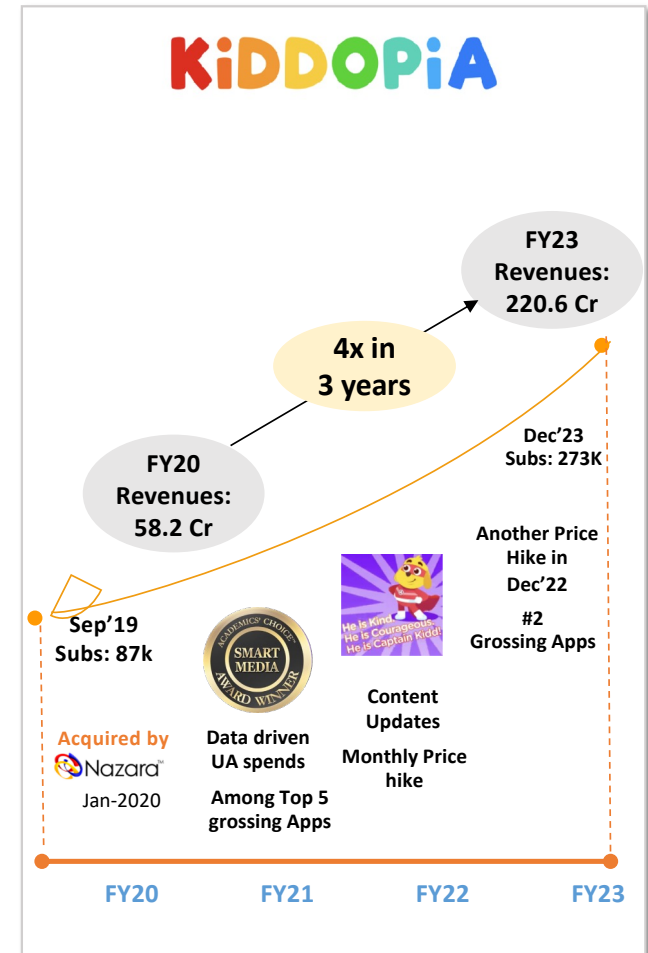 KiDDOPiA
FY23
Revenues:
220.6 Cr
4x in
3 years
FY20
Revenues:
58.2 Cr
Dec’23
Subs: 273K
Another Price
Hike in
Dec’22
#2
Grossing Apps
Sep’19
Subs: 87k
ACADEMICS' CHOICE™
SMART
MEDIA
AWARD WINNER
He is Kind,
He is Courageous,
He is Captain Kidd!
Content
Updates
Monthly Price
hike
Acquired by
Nazara™
Jan-2020
Data driven
UA spends
Among Top 5
grossing Apps
FY20
FY21
FY22
FY23